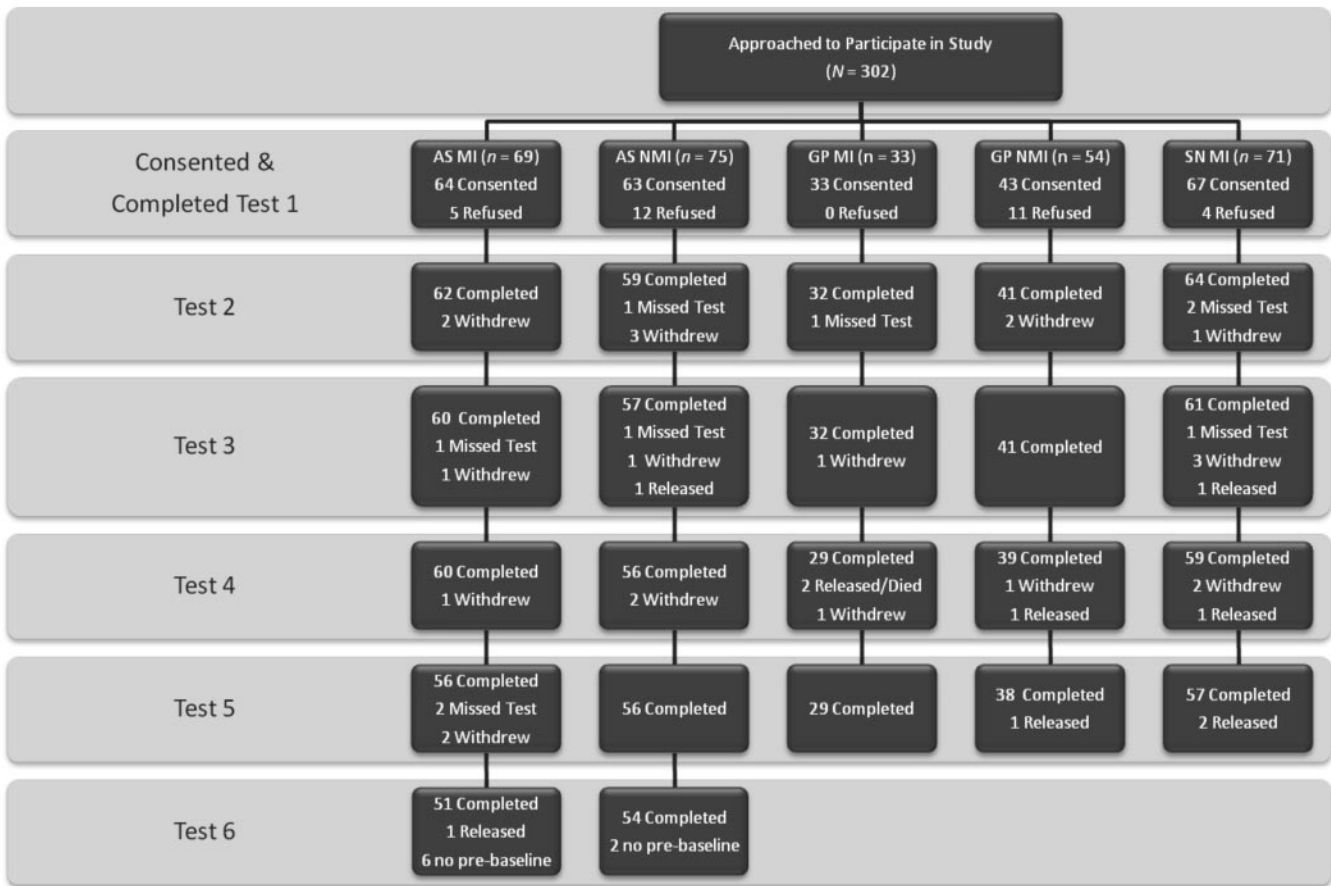 Approached to Participate in Study
(N = 302)
Consented &
Completed Test 1
AS MI (n = 69)
64 Consented
5 Refused
AS NMI (n = 75)
63 Consented
12 Refused
GP MI (n = 33)
33 Consented
0 Refused
GP NMI (n = 54)
43 Consented
11 Refused
SN MI (n = 71)
67 Consented
4 Refused
Test 2
62 Completed
2 Withdrew
59 Completed
1 Missed Test
3 Withdrew
32 Completed
1 Missed Test
41 Completed
2 Withdrew
64 Completed
2 Missed Test
1 Withdrew
Test 3
60 Completed
1 Missed Test
1 Withdrew
57 Completed
1 Missed Test
1 Withdrew
1 Released
32 Completed
1 Withdrew
41 Completed
61 Completed
1 Missed Test
3 Withdrew
1 Released
Test 4
60 Completed
1 Withdrew
56 Completed
2 Withdrew
29 Completed
2 Released/Died
1 Withdrew
39 Completed
1 Withdrew
1 Released
59 Completed
2 Withdrew
1 Released
Test 5
56 Completed
2 Missed Test
2 Withdrew
56 Completed
29 Completed
38 Completed
1 Released
57 Completed
2 Released
Test 6
51 Completed
1 Released
6 no pre-baseline
54 Completed
2 no pre-baseline